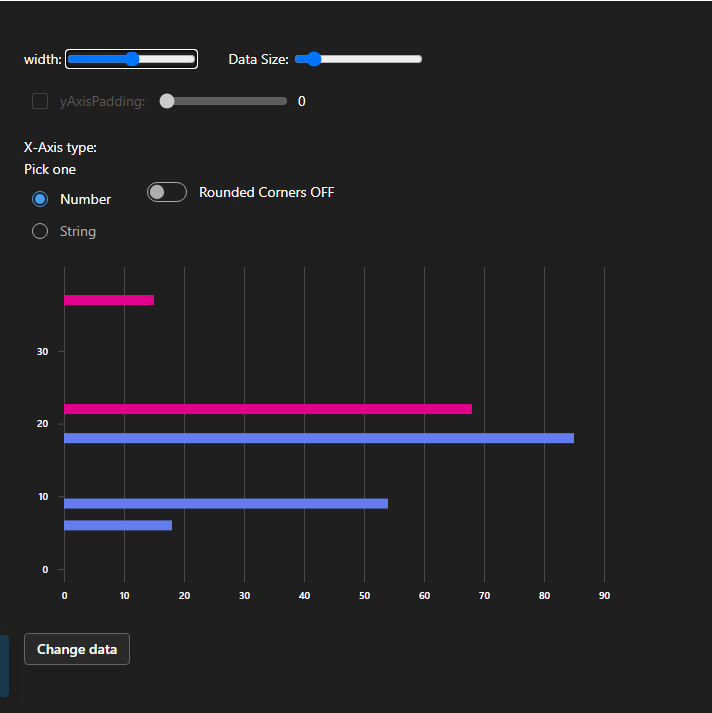 width: Data Size:
yAxisPadding: 0
X-Axis type:
Pick one
Number
Rounded Corners OFF
String
30
20
10
0
0 10 20 30 40 50 60 70 80 90
Change data